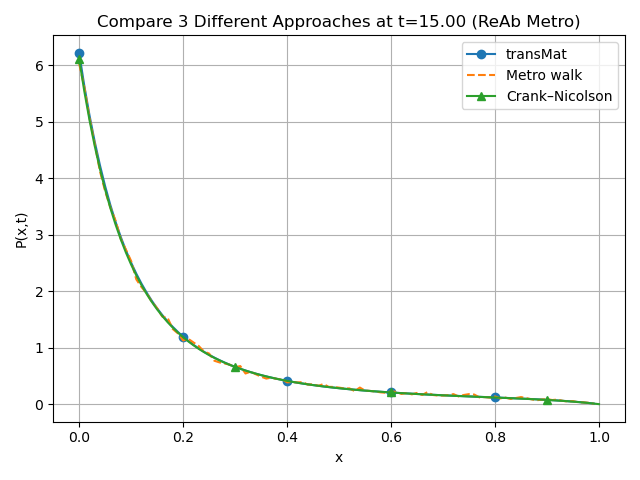 Compare 3 Different Approaches at t=15.00 (ReAb Metro)
transMat
Metro walk
Crank–Nicolson
P(x,t)
6
5
4
3
2
1
0
0.0 0.2 0.4 0.6 0.8 1.0
x